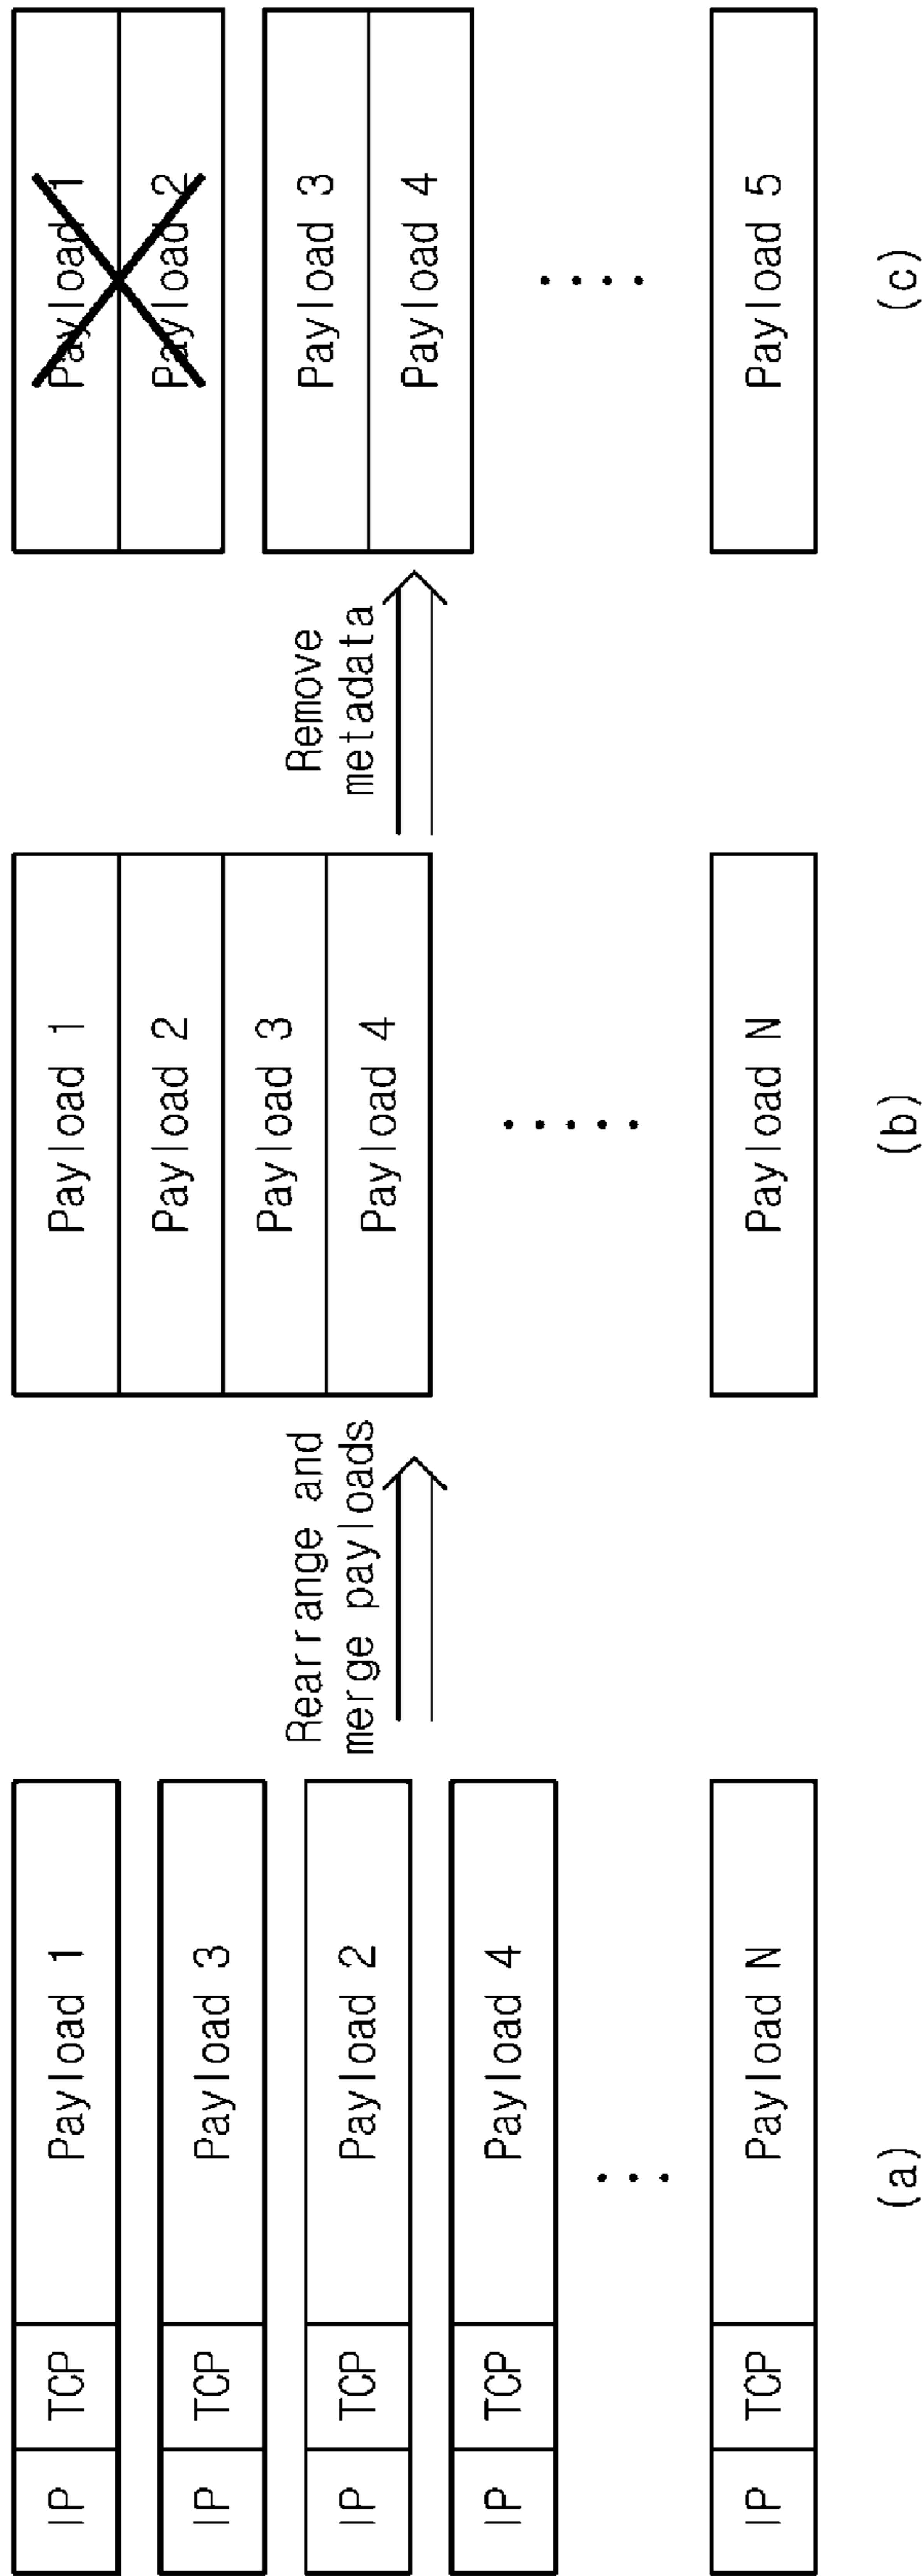 IP TCP Payload 1
IP TCP Payload 3
IP TCP Payload 2
IP TCP Payload 4
IP TCP Payload N
(a)
Rearrange and
merge payloads
Payload 1
Payload 2
Payload 3
Payload 4
Payload N
(b)
Remove
metadata
Payload 1
Payload 2
Payload 3
Payload 4
Payload 5
(c)